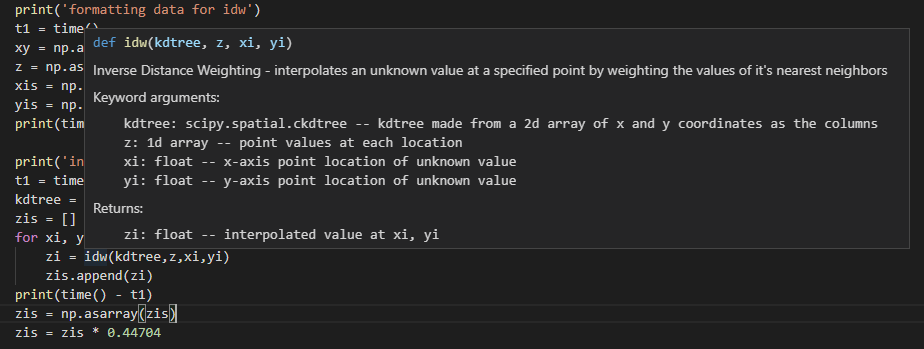 print('formatting data for idw')
t1 = time()
def idw(kdtree, z, xi, yi)
xy = np.a
Inverse Distance Weighting - interpolates an unknown value at a specified point by weighting the values of it's nearest neighbors
z = np.as
Keyword arguments:
xis = np.
yis = np.
kdtree: scipy.spatial.ckdtree -- kdtree made from a 2d array of x and y coordinates as the columns
print(tim
z: 1d array -- point values at each location
xi: float -- x-axis point location of unknown value
print('in
yi: float -- y-axis point location of unknown value
t1 = time
kdtree =
Returns:
zis = []
zi: float -- interpolated value at xi, yi
for xi, y
zi = idw(kdtree,z,xi,yi)
zis.append(zi)
print(time() - t1)
zis = np.asarray(zis)
zis = zis * 0.44704